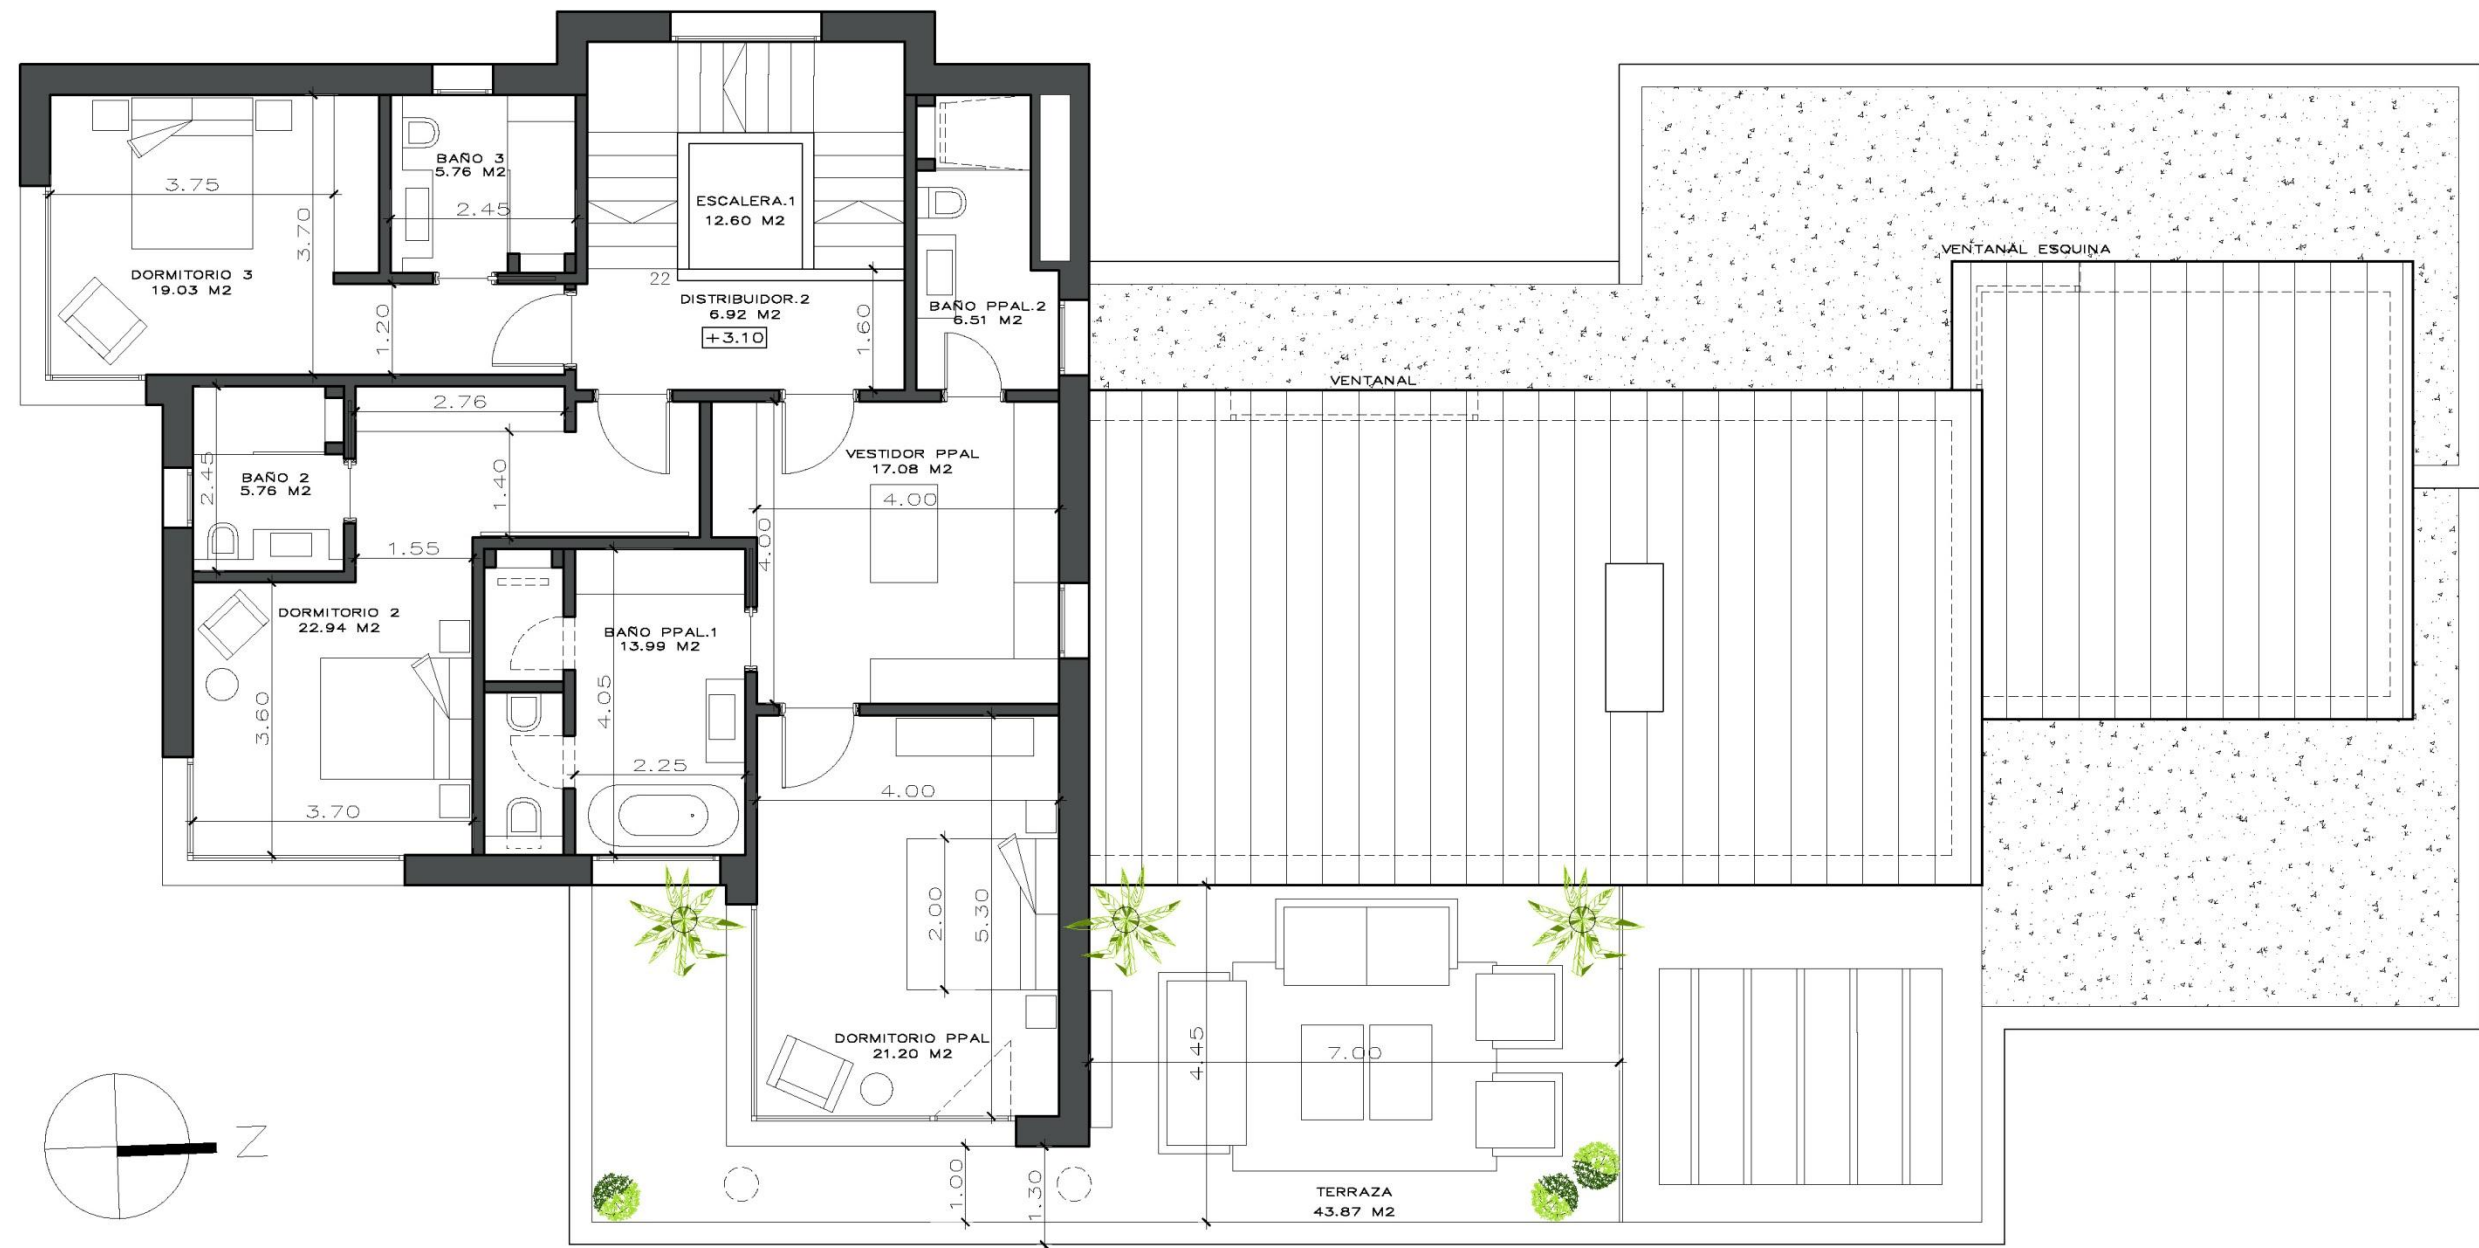 BAÑO 3
5.76 M2
3.75
2.45
3.70
ESCALERA.1
12.60 M2
DORMITORIO 3
19.03 M2
22
DISTRIBUIDOR.2
6.92 M2
+3.10
1.20
1.60
BAÑO PPAL.2
6.51 M2
VENTANAL ESQUINA
VENTANAL
2.76
2.45
BAÑO 2
5.76 M2
1.40
VESTIDOR PPAL
17.08 M2
4.00
4.00
1.55
DORMITORIO 2
22.94 M2
BAÑO PPAL.1
13.99 M2
3.60
4.05
2.25
3.70
4.00
2.00
5.30
DORMITORIO PPAL
21.20 M2
4.45
7.00
N
1.00
1.30
TERRAZA
43.87 M2